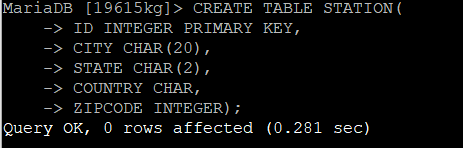 MariaDB [19615kg]> CREATE TABLE STATION(
    -> ID INTEGER PRIMARY KEY,
    -> CITY CHAR(20),
    -> STATE CHAR(2),
    -> COUNTRY CHAR,
    -> ZIPCODE INTEGER);
Query OK, 0 rows affected (0.281 sec)